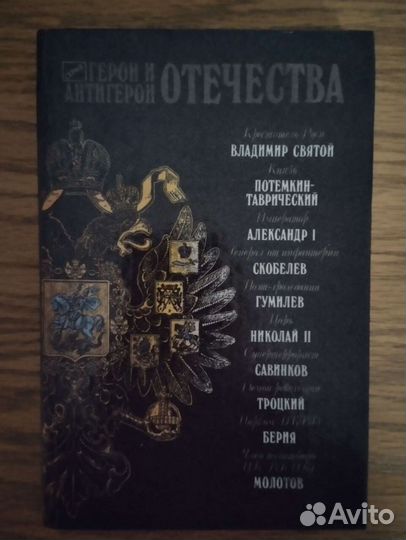 ГЕРОИ И
АНТИГЕРОИ
ОТЕЧЕСТВА
Креститель Руси
ВЛАДИМИР СВЯТОЙ
Князь
ПОТЕМКИН-
ТАВРИЧЕСКИЙ
Император
АЛЕКСАНДР I
Генерал от инфантерии
СКОБЕЛЕВ
ГУМИЛЕВ
Царь
НИКОЛАЙ II
САВИНКОВ
ТРОЦКИЙ
БЕРИЯ
МОЛОТОВ
Avito